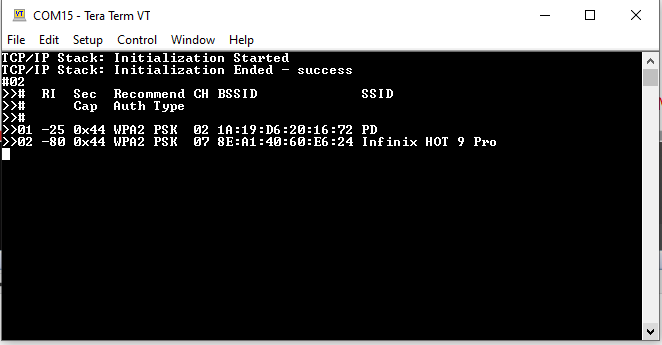 COM15 - Tera Term VT
File Edit Setup Control Window Help
TCP/IP Stack: Initialization Started
TCP/IP Stack: Initialization Ended - success
#02
>>#  RI  Sec  Recommend CH BSSID             SSID
>>#      Cap  Auth Type
>>#
>>01 -25 0x44 WPA2 PSK  02 1A:19:D6:20:16:72 PD
>>02 -80 0x44 WPA2 PSK  07 8E:A1:40:60:E6:24 Infinix HOT 9 Pro